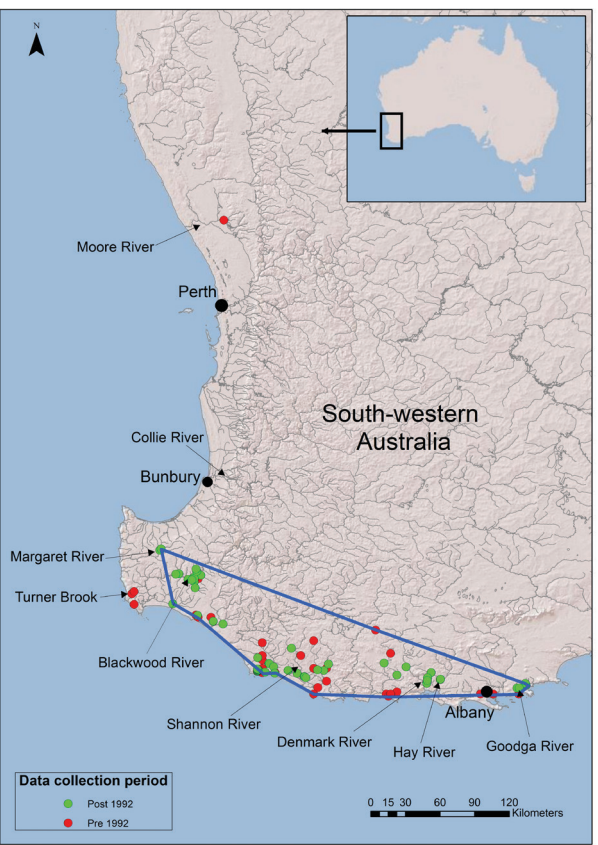 N
Moore River
Perth
South-western
Australia
Collie River
Bunbury
Margaret River
Turner Brook
Blackwood River
Shannon River
Albany
Denmark River
Hay River
Goodga River
Data collection period
Post 1992
Pre 1992
0 15 30 60 90 120
Kilometers